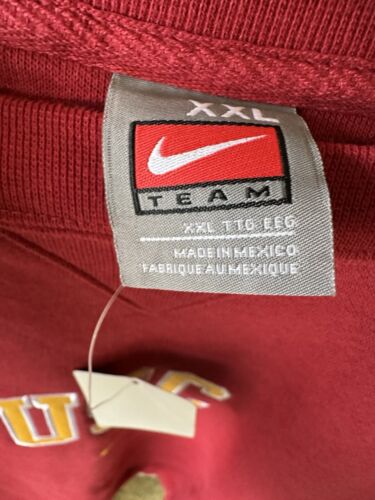 XXL
TEAM
XXL TTG EEG
MADE IN MEXICO
FABRIQUE AU MEXIQUE
U